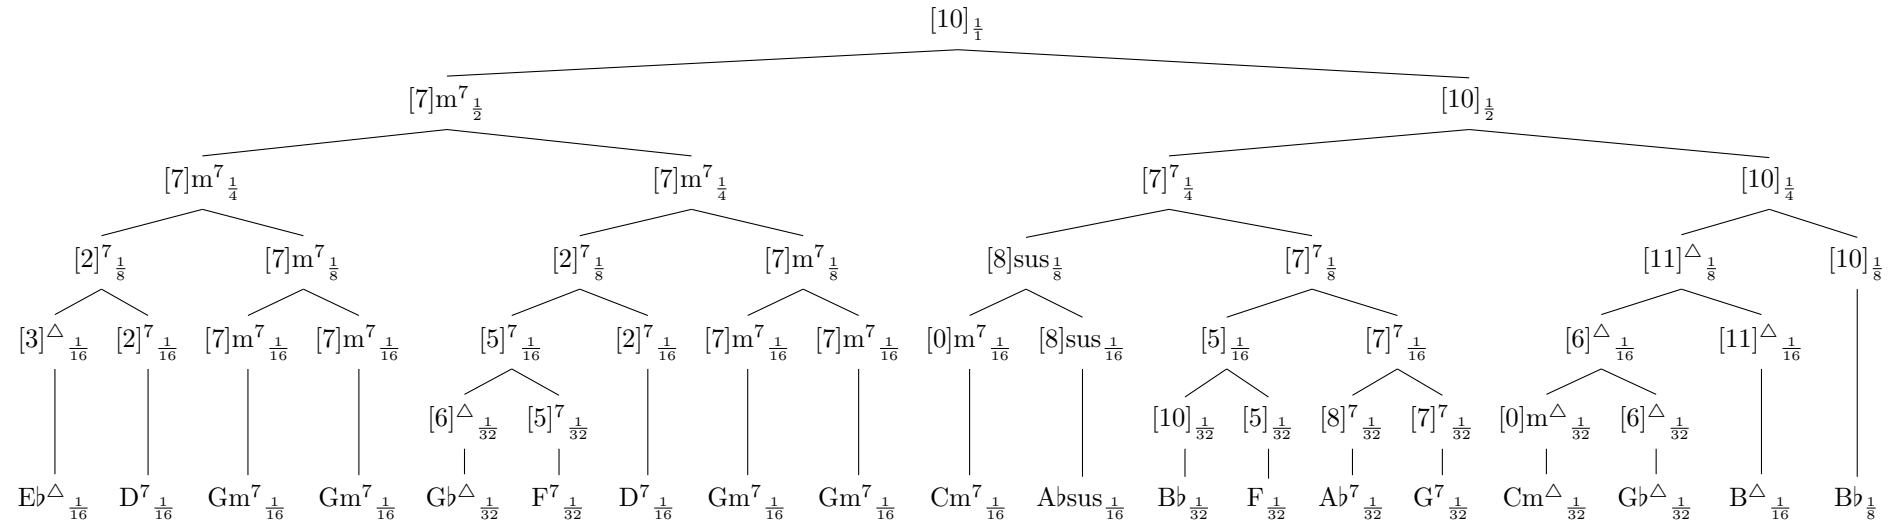 [10] 1/1
[7]m⁷ 1/2 [10] 1/2
[7]m⁷ 1/4 [7]m⁷ 1/4 [7]⁷ 1/4 [10] 1/4
[2]⁷ 1/8 [7]m⁷ 1/8 [2]⁷ 1/8 [7]m⁷ 1/8 [8]sus 1/8 [7]⁷ 1/8 [11]△ 1/8 [10] 1/8
[3]△ 1/16 [2]⁷ 1/16 [7]m⁷ 1/16 [7]m⁷ 1/16 [5]⁷ 1/16 [2]⁷ 1/16 [7]m⁷ 1/16 [7]m⁷ 1/16 [0]m⁷ 1/16 [8]sus 1/16 [5] 1/16 [7]⁷ 1/16 [6]△ 1/16 [11]△ 1/16
[6]△ 1/32 [5]⁷ 1/32 [10] 1/32 [5] 1/32 [8]⁷ 1/32 [7]⁷ 1/32 [0]m△ 1/32 [6]△ 1/32
E♭△ 1/16 D⁷ 1/16 Gm⁷ 1/16 Gm⁷ 1/16 G♭△ 1/32 F⁷ 1/32 D⁷ 1/16 Gm⁷ 1/16 Gm⁷ 1/16 Cm⁷ 1/16 A♭sus 1/16 B♭ 1/32 F 1/32 A♭⁷ 1/32 G⁷ 1/32 Cm△ 1/32 G♭△ 1/32 B△ 1/16 B♭ 1/8